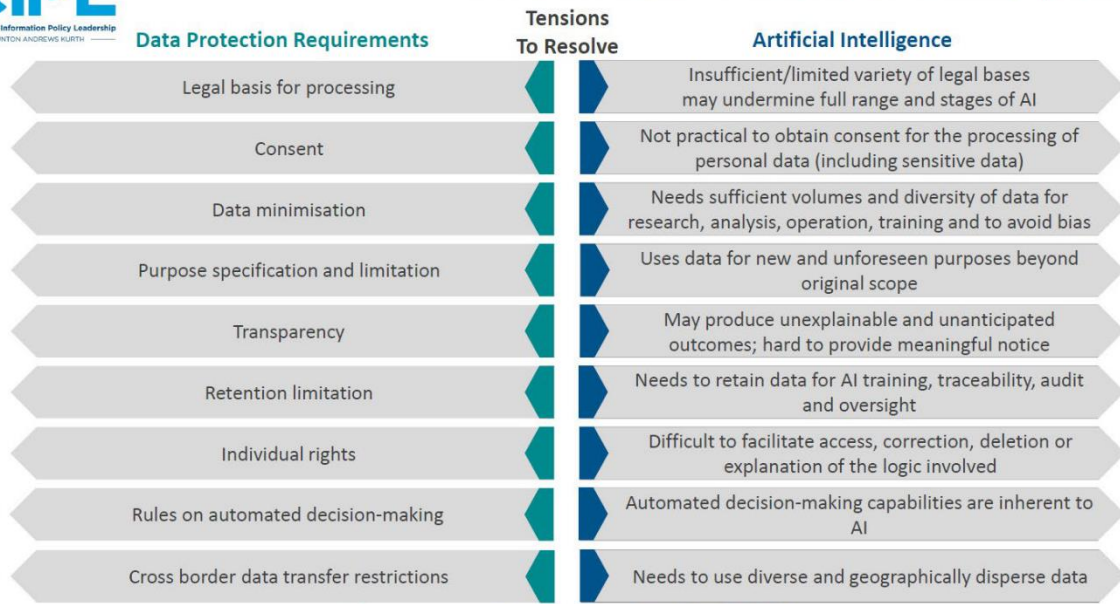 Information Policy Leadership
ANDREWS KURTH
Data Protection Requirements
Tensions
To Resolve
Artificial Intelligence
Legal basis for processing
Insufficient/limited variety of legal bases
may undermine full range and stages of AI
Consent
Not practical to obtain consent for the processing of
personal data (including sensitive data)
Data minimisation
Needs sufficient volumes and diversity of data for
research, analysis, operation, training and to avoid bias
Purpose specification and limitation
Uses data for new and unforeseen purposes beyond
original scope
Transparency
May produce unexplainable and unanticipated
outcomes; hard to provide meaningful notice
Retention limitation
Needs to retain data for AI training, traceability, audit
and oversight
Individual rights
Difficult to facilitate access, correction, deletion or
explanation of the logic involved
Rules on automated decision-making
Automated decision-making capabilities are inherent to
AI
Cross border data transfer restrictions
Needs to use diverse and geographically disperse data